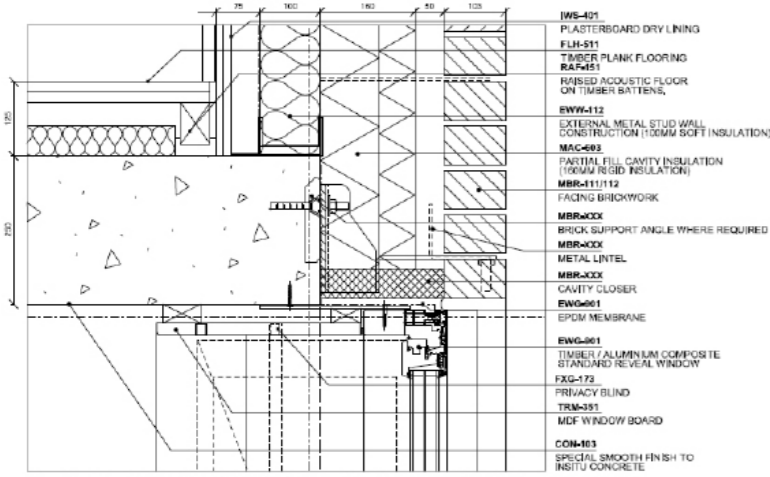 75 100 160 50 103
IWS-401
PLASTERBOARD DRY LINING
FLH-511
TIMBER PLANK FLOORING
RAF-151
RAISED ACOUSTIC FLOOR
ON TIMBER BATTENS,
EWW-112
EXTERNAL METAL STUD WALL
CONSTRUCTION (100MM SOFT INSULATION)
MAC-603
PARTIAL FILL CAVITY INSULATION
(160MM RIGID INSULATION)
MBR-111/112
FACING BRICKWORK
MBR-XXX
BRICK SUPPORT ANGLE WHERE REQUIRED
MBR-XXX
METAL LINTEL
MBR-XXX
CAVITY CLOSER
EWG-901
EPDM MEMBRANE
EWG-901
TIMBER / ALUMINIUM COMPOSITE
STANDARD REVEAL WINDOW
FXG-173
PRIVACY BLIND
TRM-351
MDF WINDOW BOARD
CON-103
SPECIAL SMOOTH FINISH TO
INSITU CONCRETE
125
250